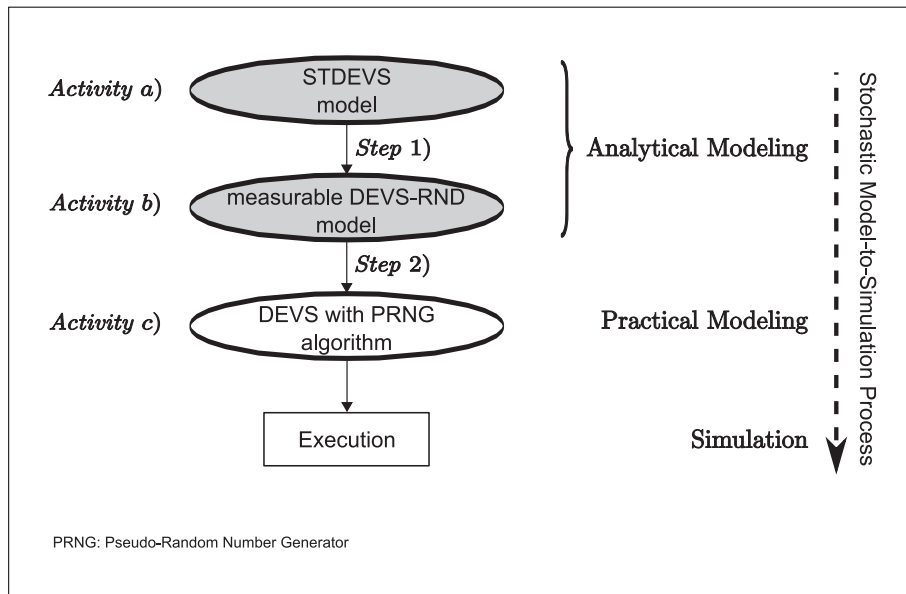 Activity a)
STDEVS
model
Step 1)
Analytical Modeling
Activity b)
measurable DEVS-RND
model
Step 2)
Activity c)
DEVS with PRNG
algorithm
Practical Modeling
Execution
Simulation
Stochastic Model-to-Simulation Process
PRNG: Pseudo-Random Number Generator